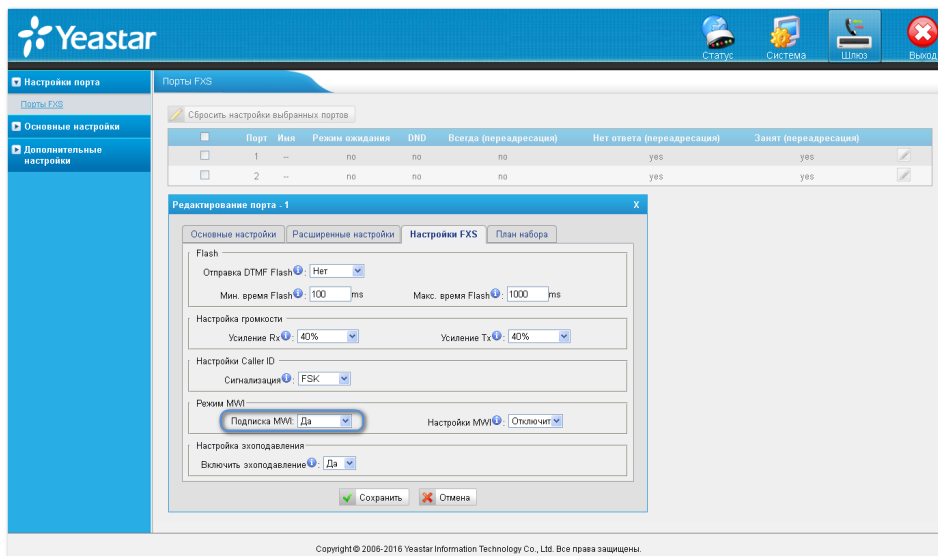 Yeastar
Статус Система Шлюз Выход
Настройки порта
Порты FXS
Основные настройки
Дополнительные
настройки
Порты FXS
Сбросить настройки выбранных портов
Порт Имя Режим ожидания DND Всегда (переадресация) Нет ответа (переадресация) Занят (переадресация)
1 -- no no no yes yes
2 -- no no no yes yes
Редактирование порта - 1 X
Основные настройки Расширенные настройки Настройки FXS План набора
Flash
Отправка DTMF Flash: Нет
Мин. время Flash: 100 ms Макс. время Flash: 1000 ms
Настройка громкости
Усиление Rx: 40% Усиление Tx: 40%
Настройки Caller ID
Сигнализация: FSK
Режим MWI
Подписка MWI: Да Настройки MWI: Отключит
Настройка эхоподавления
Включить эхоподавление: Да
Сохранить Отмена
Copyright © 2006-2016 Yeastar Information Technology Co., Ltd. Все права защищены.